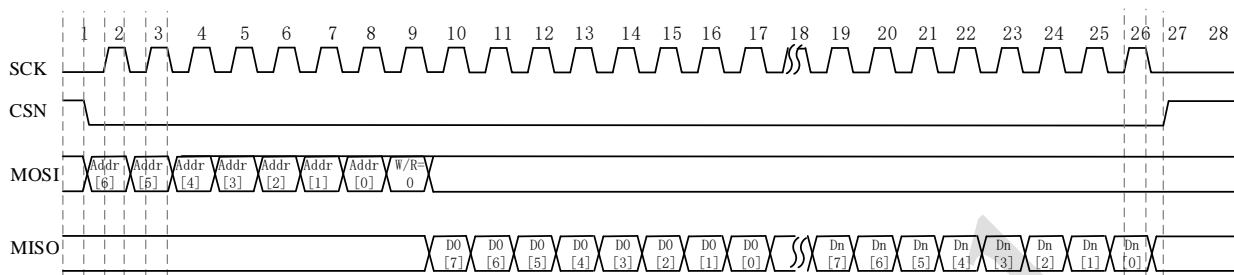 1 2 3 4 5 6 7 8 9 10 11 12 13 14 15 16 17 18 19 20 21 22 23 24 25 26 27 28
SCK
CSN
MOSI Addr [6] Addr [5] Addr [4] Addr [3] Addr [2] Addr [1] Addr [0] W/R= 0
MISO D0 [7] D0 [6] D0 [5] D0 [4] D0 [3] D0 [2] D0 [1] D0 [0] Dn [7] Dn [6] Dn [5] Dn [4] Dn [3] Dn [2] Dn [1] Dn [0]